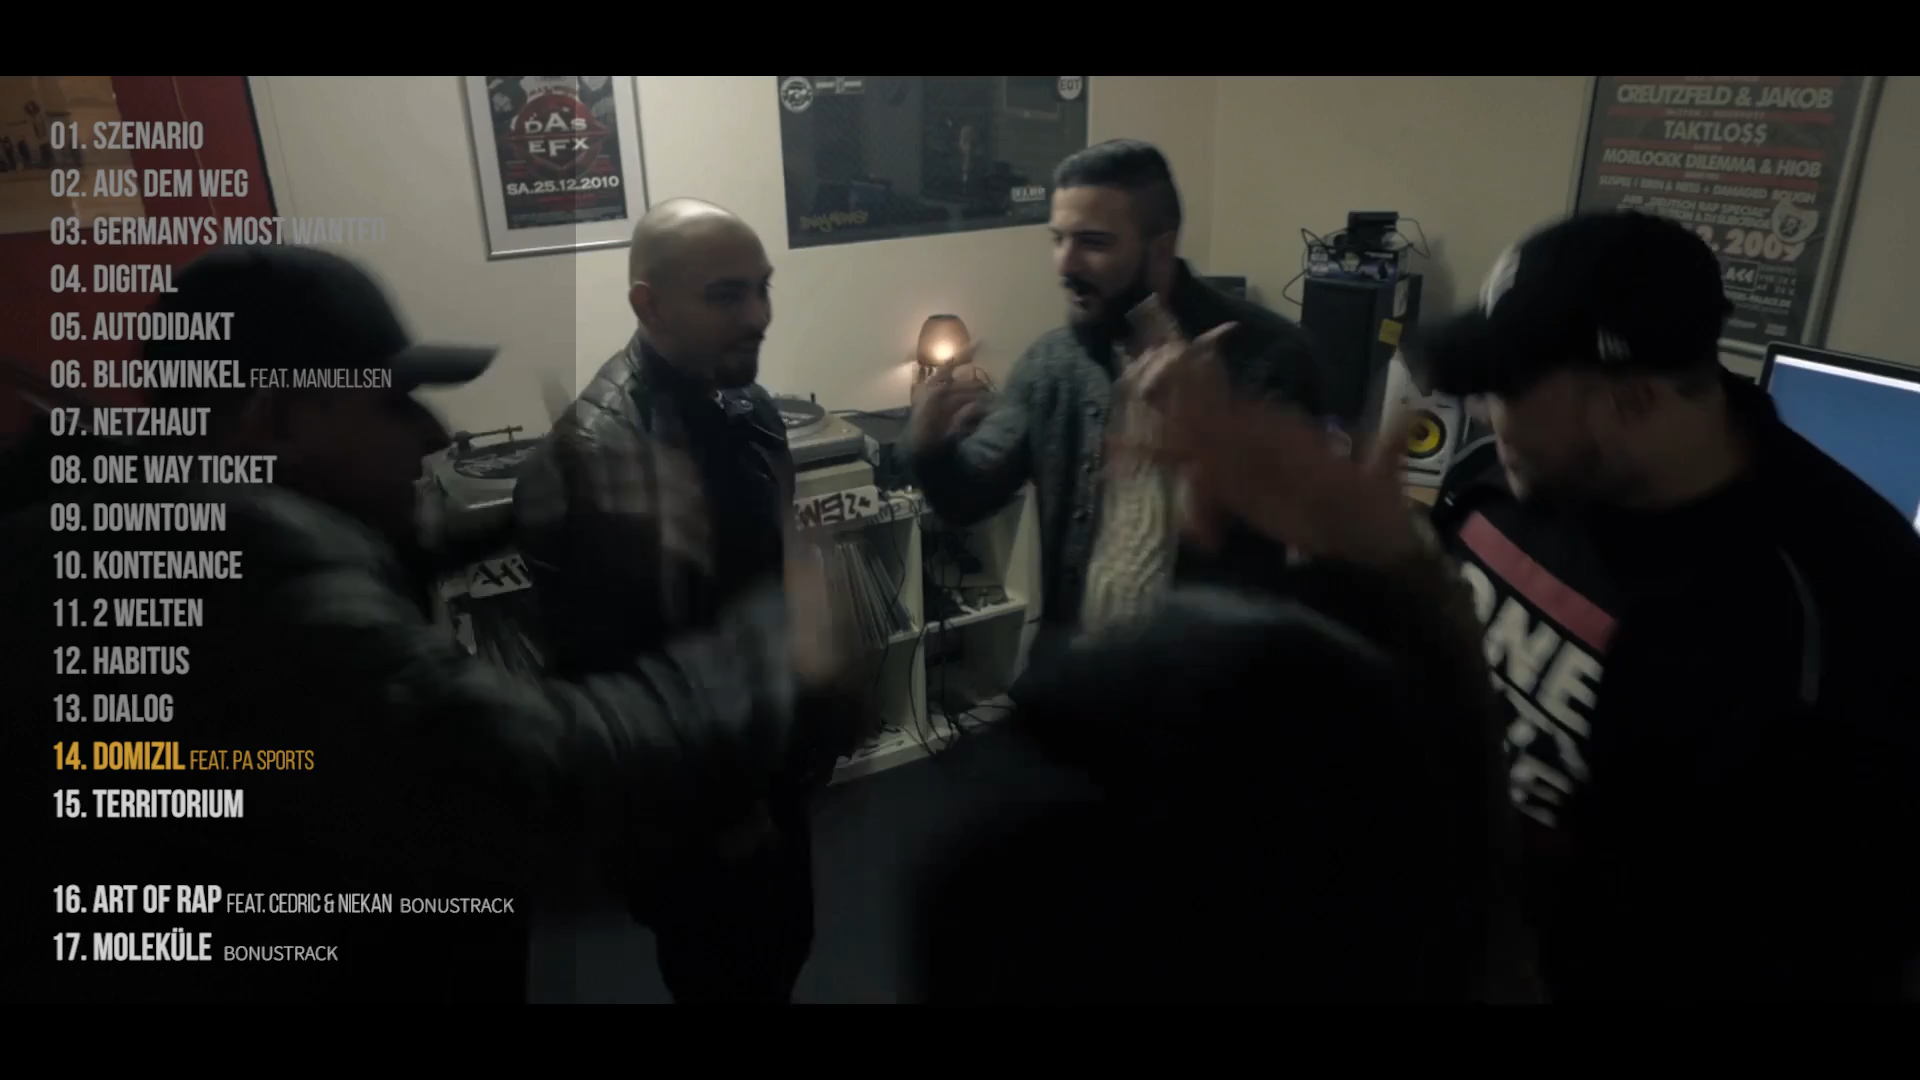 01. SZENARIO
02. AUS DEM WEG
03. GERMANYS MOST WANTED
04. DIGITAL
05. AUTODIDAKT
06. BLICKWINKEL FEAT. MANUELLSEN
07. NETZHAUT
08. ONE WAY TICKET
09. DOWNTOWN
10. KONTENANCE
11. 2 WELTEN
12. HABITUS
13. DIALOG
14. DOMIZIL FEAT. PA SPORTS
15. TERRITORIUM
16. ART OF RAP FEAT. CEDRIC & NIEKAN BONUSTRACK
17. MOLEKÜLE BONUSTRACK
DAS
EFX
SA.25.12.2010
EQT
CREUTZFELD & JAKOB
TAKTLO$$
MORLOCKK DILEMMA & HIOB
2009
ONE